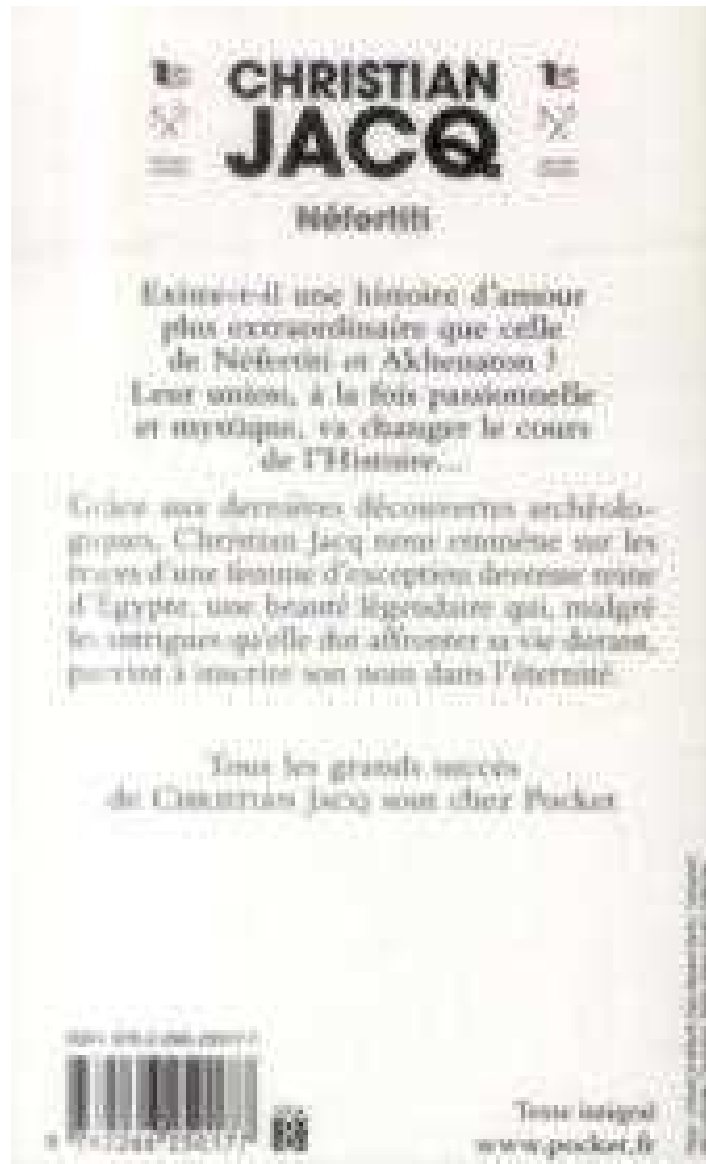 CHRISTIAN
JACQ
Néfertiti
Existe-t-il une histoire d'amour
plus extraordinaire que celle
de Néfertiti et Akhenaton ?
Leur union, à la fois passionnelle
et mystique, va changer le cours
de l'Histoire...
Grâce aux dernières découvertes archéolo-
giques, Christian Jacq nous emmène sur les
traces d'une femme d'exception devenue reine
d'Égypte, une beauté légendaire qui, malgré
les intrigues qu'elle dut affronter sa vie durant,
parvint à inscrire son nom dans l'éternité.
Tous les grands succès
de CHRISTIAN JACQ sont chez Pocket
Texte intégral
www.pocket.fr